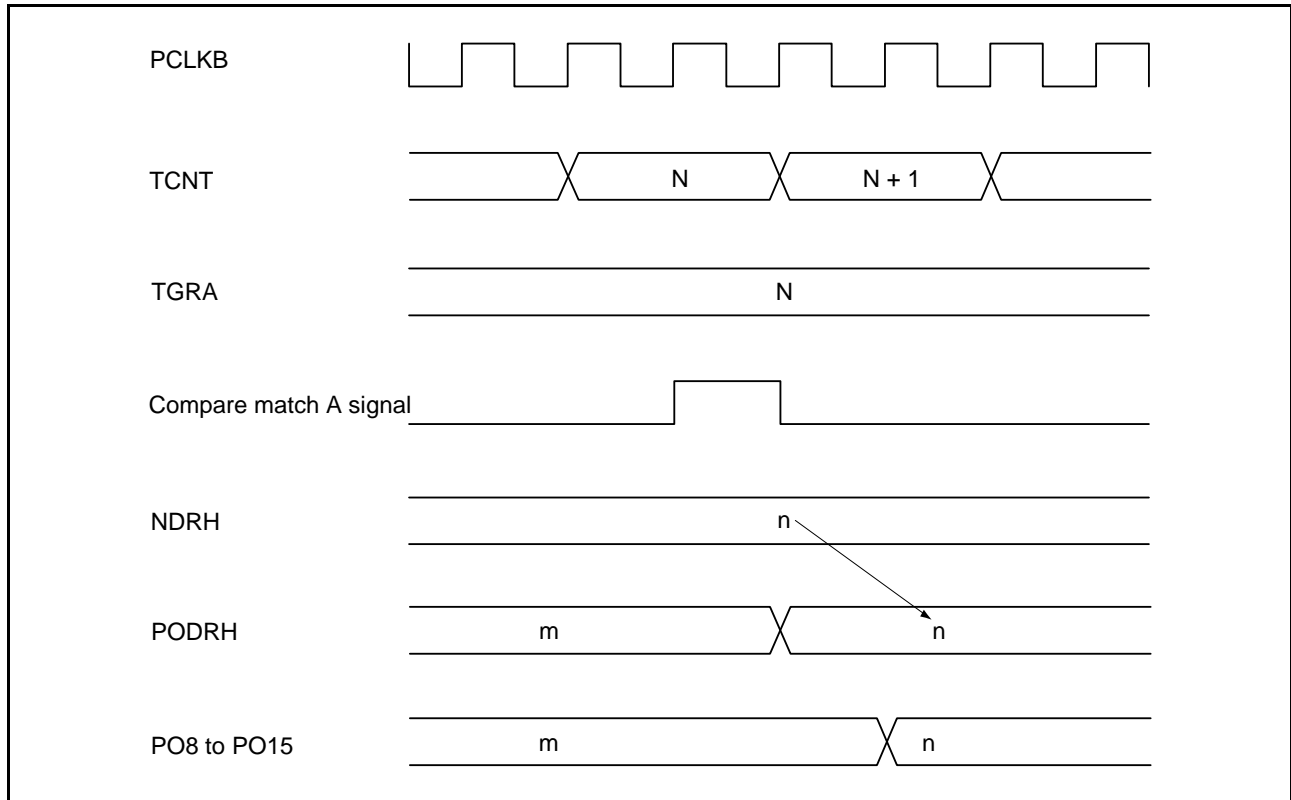 PCLKB
TCNT N N + 1
TGRA N
Compare match A signal
NDRH n
PODRH m n
PO8 to PO15 m n